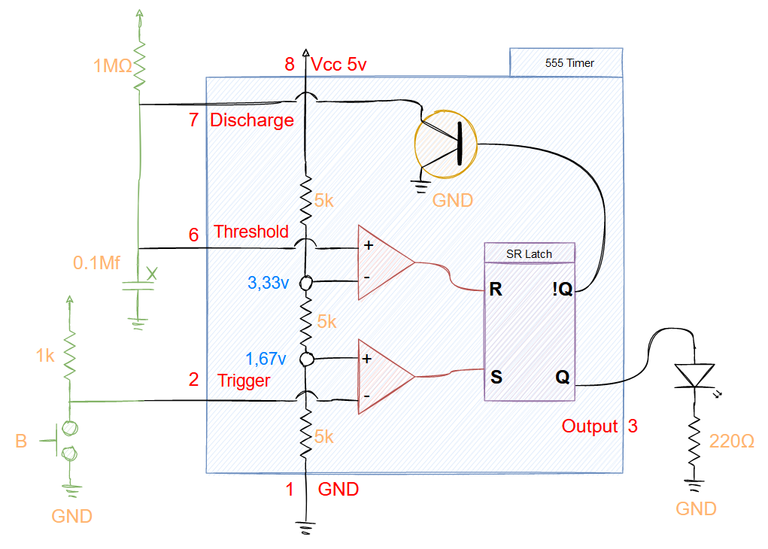 555 Timer
1MΩ
8 Vcc 5v
7 Discharge
GND
5k
6 Threshold
+
-
SR Latch
0.1Mf
X
3,33v
R !Q
5k
1k
1,67v
+
-
2 Trigger
S Q
B
5k
Output 3
220Ω
1 GND
GND
GND